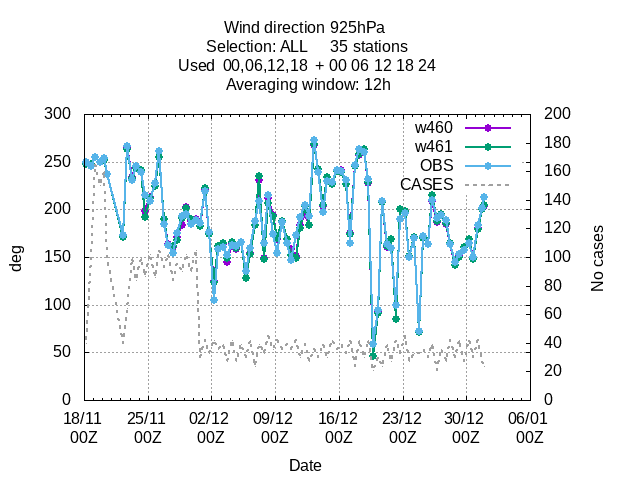 Wind direction 925hPa
Selection: ALL     35 stations
Used  00,06,12,18  + 00 06 12 18 24
Averaging window: 12h
w460
w461
OBS
CASES
deg
300
250
200
150
100
50
0
200
180
160
140
120
100
80
60
40
20
0
No cases
18/11 25/11 02/12 09/12 16/12 23/12 30/12 06/01
00Z 00Z 00Z 00Z 00Z 00Z 00Z 00Z
Date